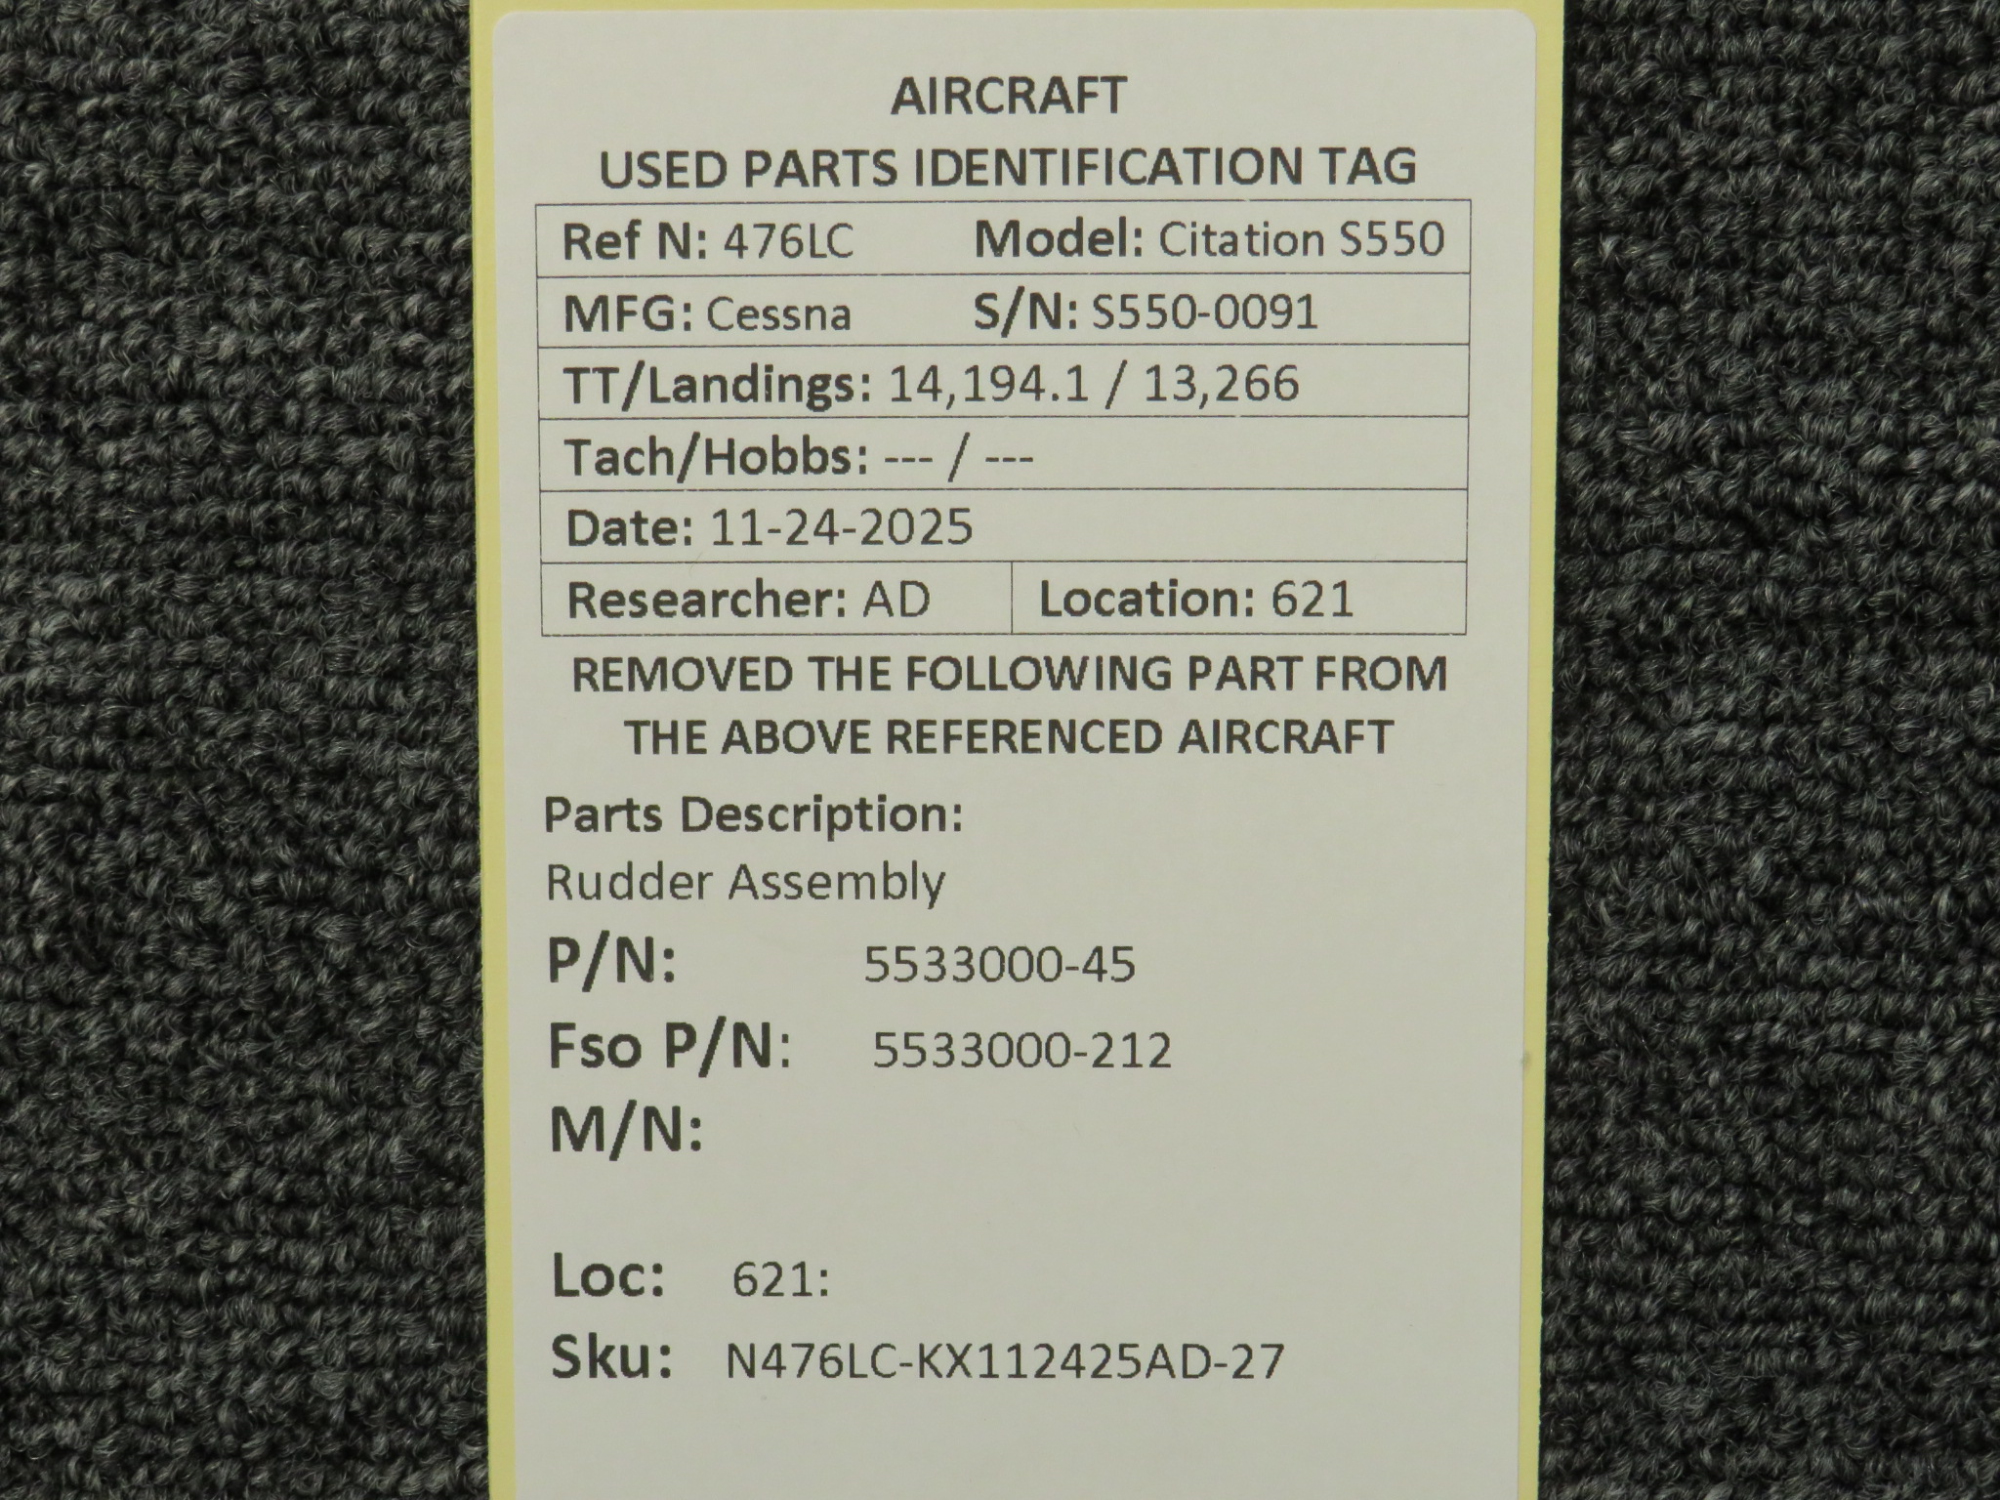 AIRCRAFT
USED PARTS IDENTIFICATION TAG
Ref N: 476LC Model: Citation S550
MFG: Cessna S/N: S550-0091
TT/Landings: 14,194.1 / 13,266
Tach/Hobbs: --- / ---
Date: 11-24-2025
Researcher: AD Location: 621
REMOVED THE FOLLOWING PART FROM
THE ABOVE REFERENCED AIRCRAFT
Parts Description:
Rudder Assembly
P/N: 5533000-45
Fso P/N: 5533000-212
M/N:
Loc: 621:
Sku: N476LC-KX112425AD-27